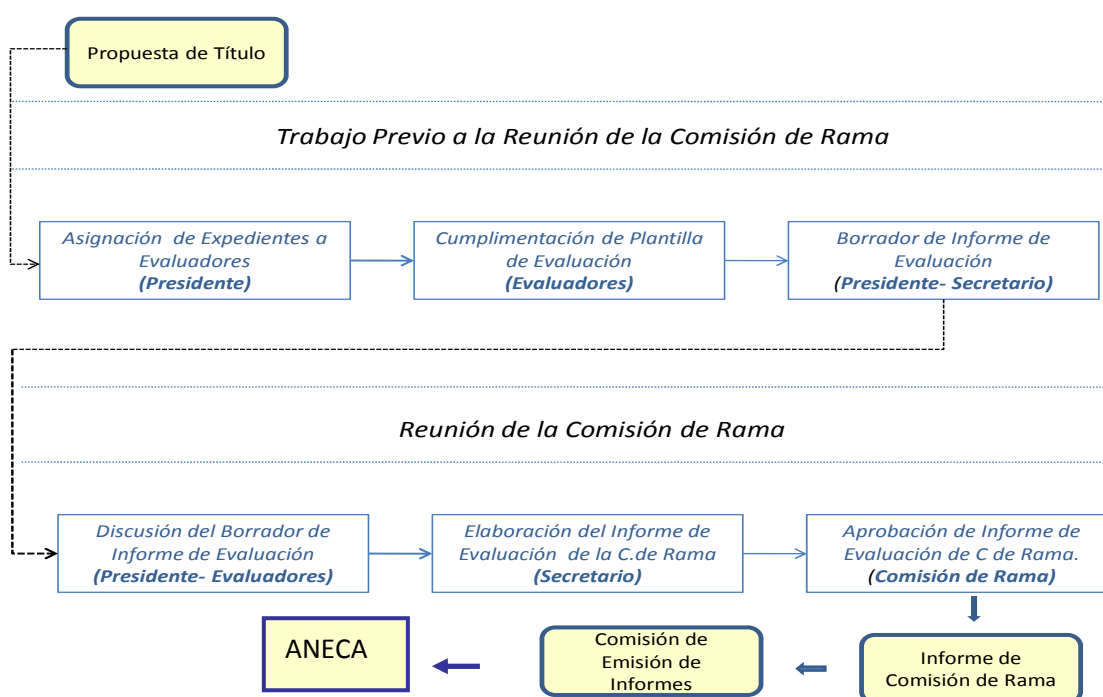 Propuesta de Título
Trabajo Previo a la Reunión de la Comisión de Rama
Asignación de Expedientes a
Evaluadores
(Presidente)
Cumplimentación de Plantilla
de Evaluación
(Evaluadores)
Borrador de Informe de
Evaluación
(Presidente- Secretario)
Reunión de la Comisión de Rama
Discusión del Borrador de
Informe de Evaluación
(Presidente- Evaluadores)
Elaboración del Informe de
Evaluación de la C.de Rama
(Secretario)
Aprobación de Informe de
Evaluación de C de Rama.
(Comisión de Rama)
ANECA
Comisión de
Emisión de
Informes
Informe de
Comisión de Rama